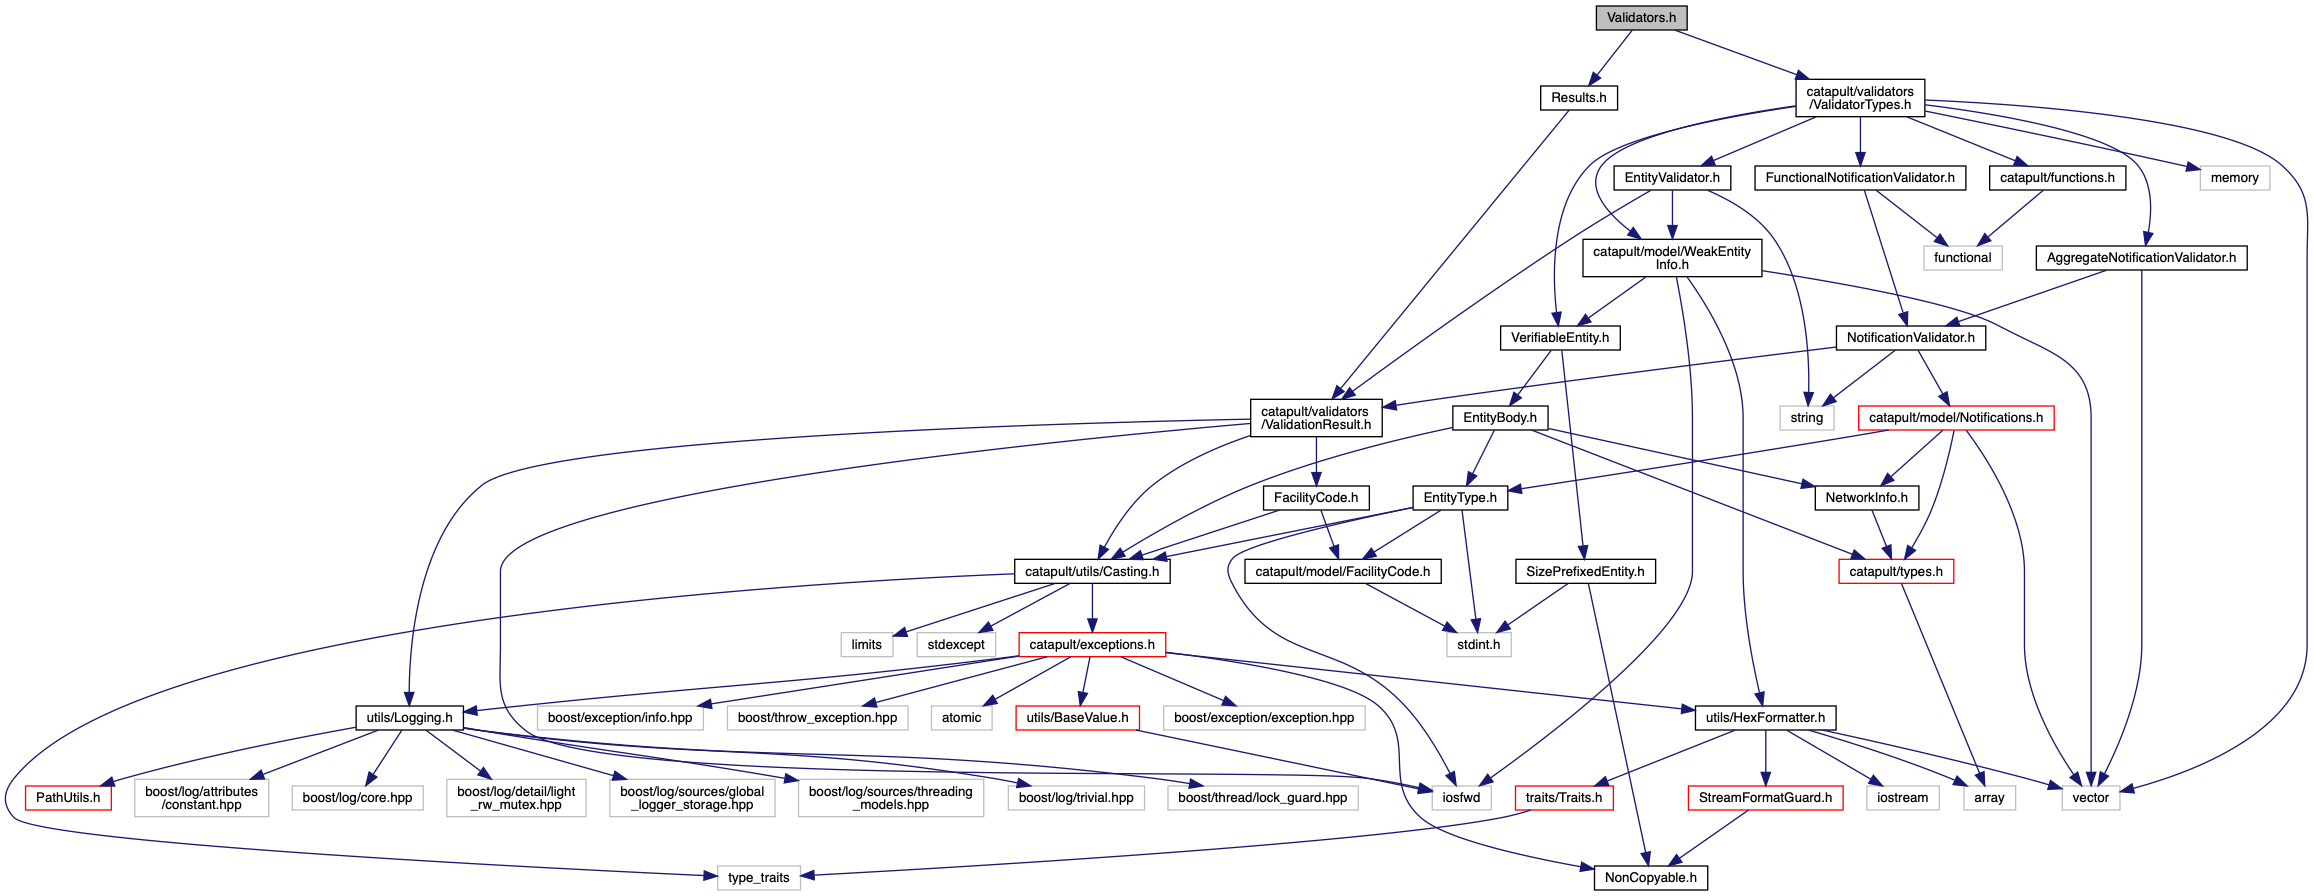 Validators.h
Results.h
catapult/validators
/ValidatorTypes.h
EntityValidator.h
FunctionalNotificationValidator.h
catapult/functions.h
memory
catapult/model/WeakEntity
Info.h
functional
AggregateNotificationValidator.h
VerifiableEntity.h
NotificationValidator.h
catapult/validators
/ValidationResult.h
EntityBody.h
string
catapult/model/Notifications.h
FacilityCode.h
EntityType.h
NetworkInfo.h
catapult/utils/Casting.h
catapult/model/FacilityCode.h
SizePrefixedEntity.h
catapult/types.h
limits
stdexcept
catapult/exceptions.h
stdint.h
utils/Logging.h
boost/exception/info.hpp
boost/throw_exception.hpp
atomic
utils/BaseValue.h
boost/exception/exception.hpp
utils/HexFormatter.h
PathUtils.h
boost/log/attributes
/constant.hpp
boost/log/core.hpp
boost/log/detail/light
_rw_mutex.hpp
boost/log/sources/global
_logger_storage.hpp
boost/log/sources/threading
_models.hpp
boost/log/trivial.hpp
boost/thread/lock_guard.hpp
iosfwd
traits/Traits.h
StreamFormatGuard.h
iostream
array
vector
type_traits
NonCopyable.h